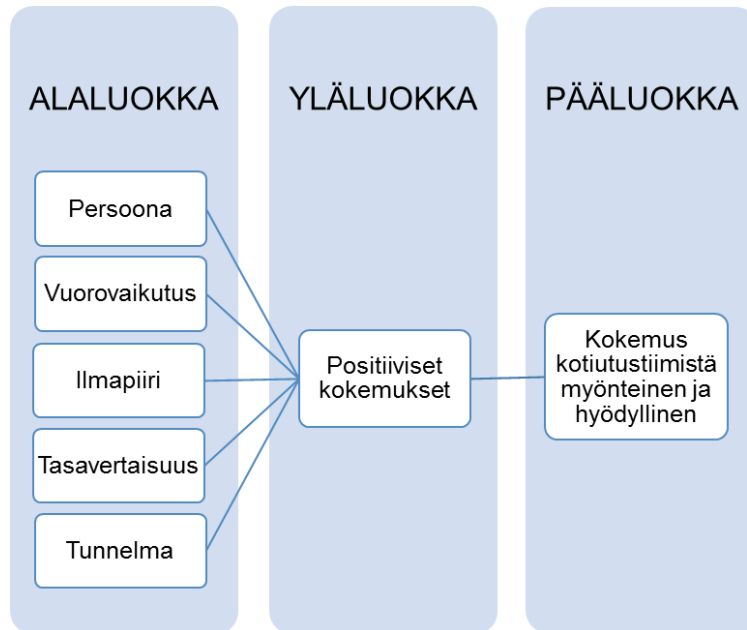 ALALUOKKA
YLÄLUOKKA
PÄÄLUOKKA
Persoona
Vuorovaikutus
Ilmapiiri
Tasavertaisuus
Tunnelma
Positiiviset
kokemukset
Kokemus
kotiutustiimistä
myönteinen ja
hyödyllinen